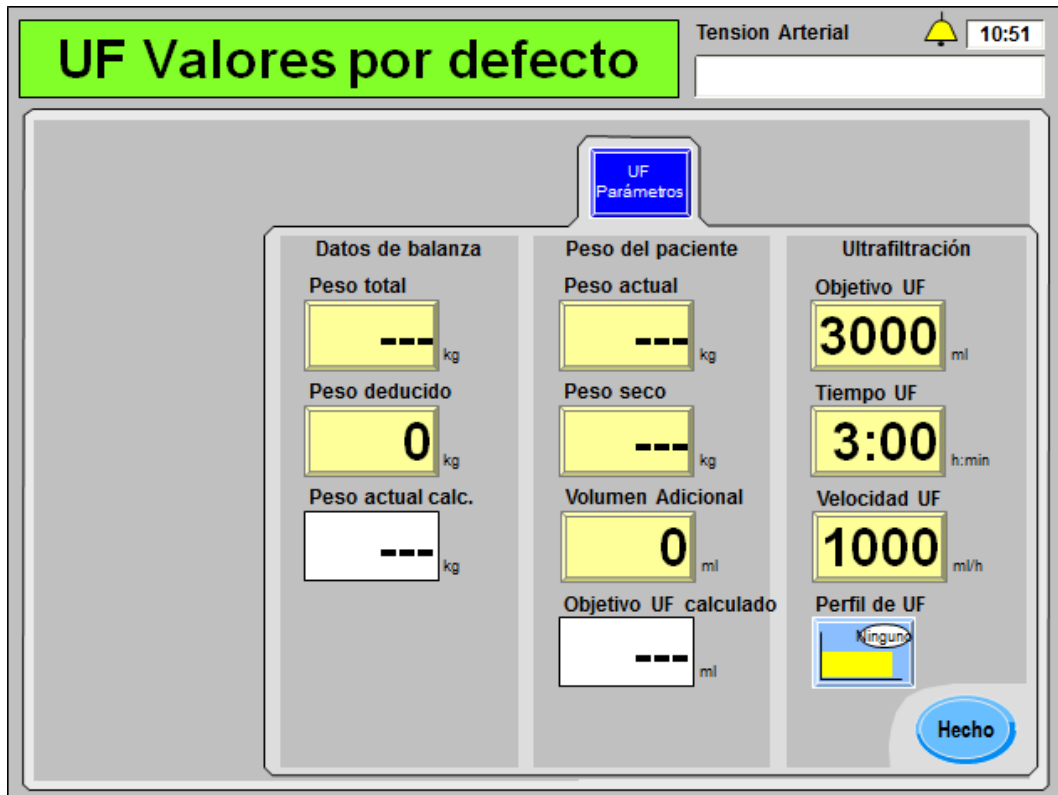 UF Valores por defecto
Tension Arterial
10:51
UF
Parámetros
Datos de balanza
Peso total
---
kg
Peso deducido
0
kg
Peso actual calc.
---
kg
Peso del paciente
Peso actual
---
kg
Peso seco
---
kg
Volumen Adicional
0
ml
Objetivo UF calculado
---
ml
Ultrafiltración
Objetivo UF
3000
ml
Tiempo UF
3:00
h:min
Velocidad UF
1000
ml/h
Perfil de UF
Ninguno
Hecho